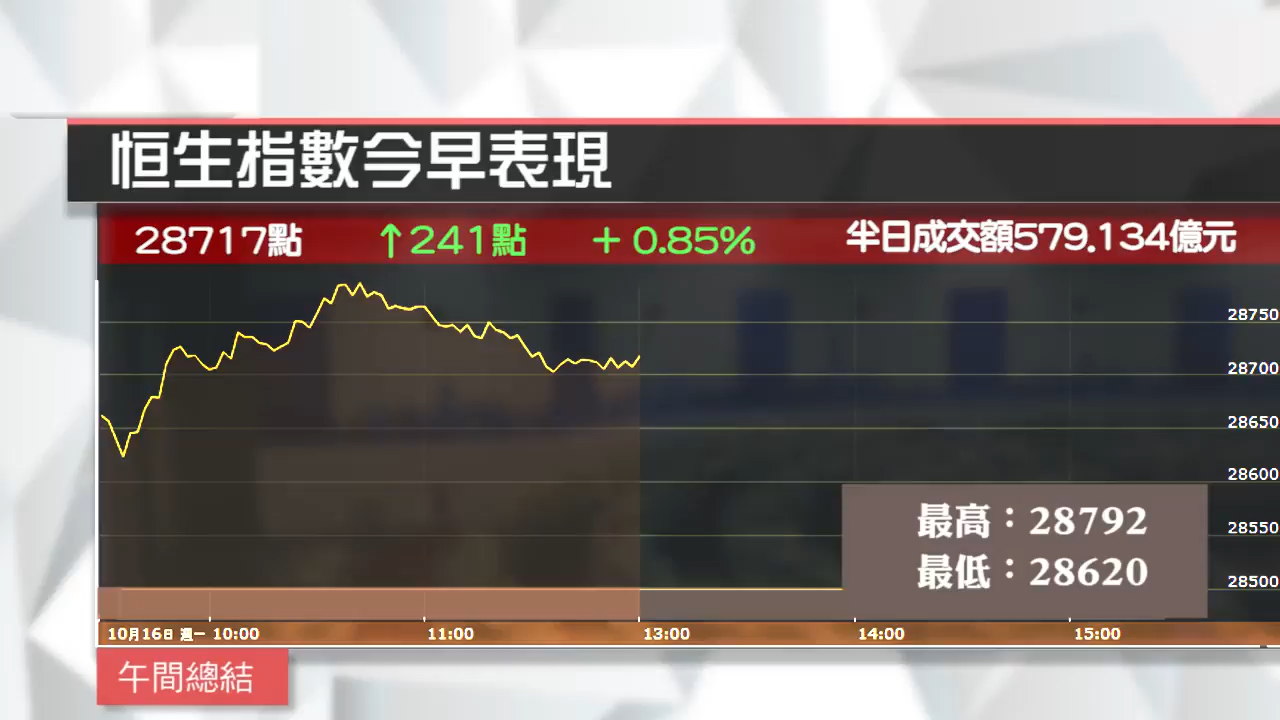 恒生指數今早表現
28717點 ↑241點 + 0.85% 半日成交額579.134億元
28750
28700
28650
28600
28550
28500
最高：28792
最低：28620
10月16日 週一 10:00 11:00 13:00 14:00 15:00
午間總結